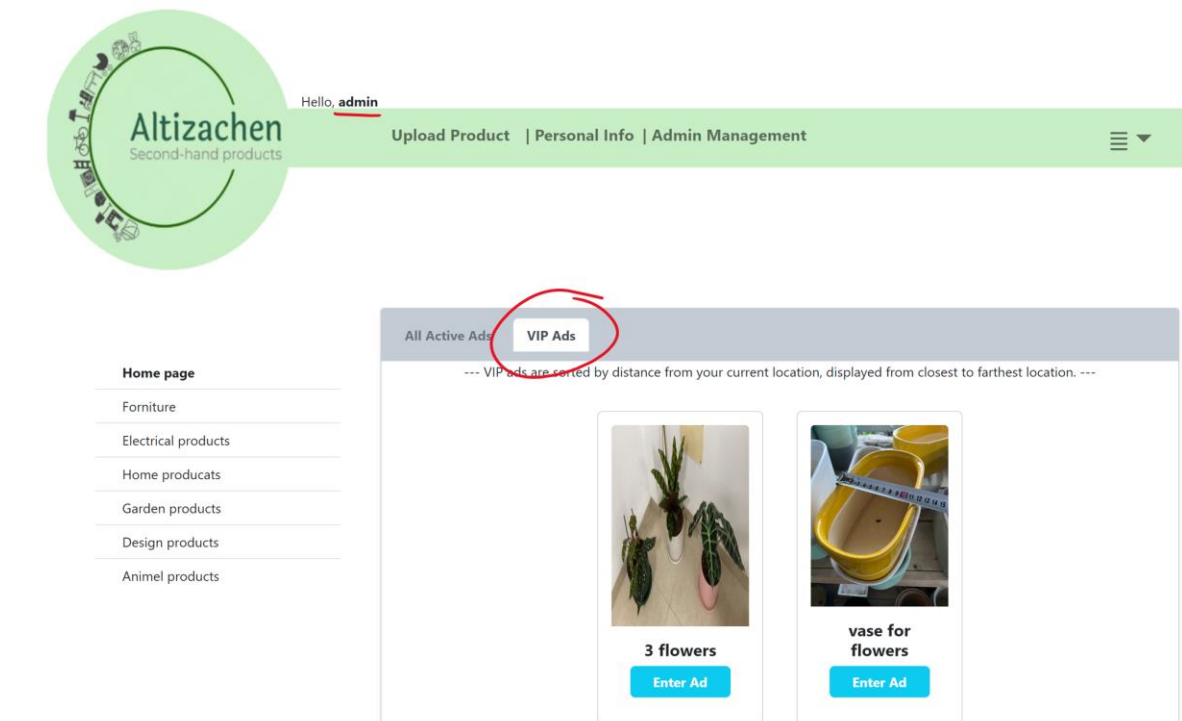 Hello, admin
Altizachen
Second-hand products
Upload Product | Personal Info | Admin Management
All Active Ads
VIP Ads
--- VIP ads are sorted by distance from your current location, displayed from closest to farthest location. ---
Home page
Forniture
Electrical products
Home producats
Garden products
Design products
Animel products
3 flowers
Enter Ad
vase for
flowers
Enter Ad